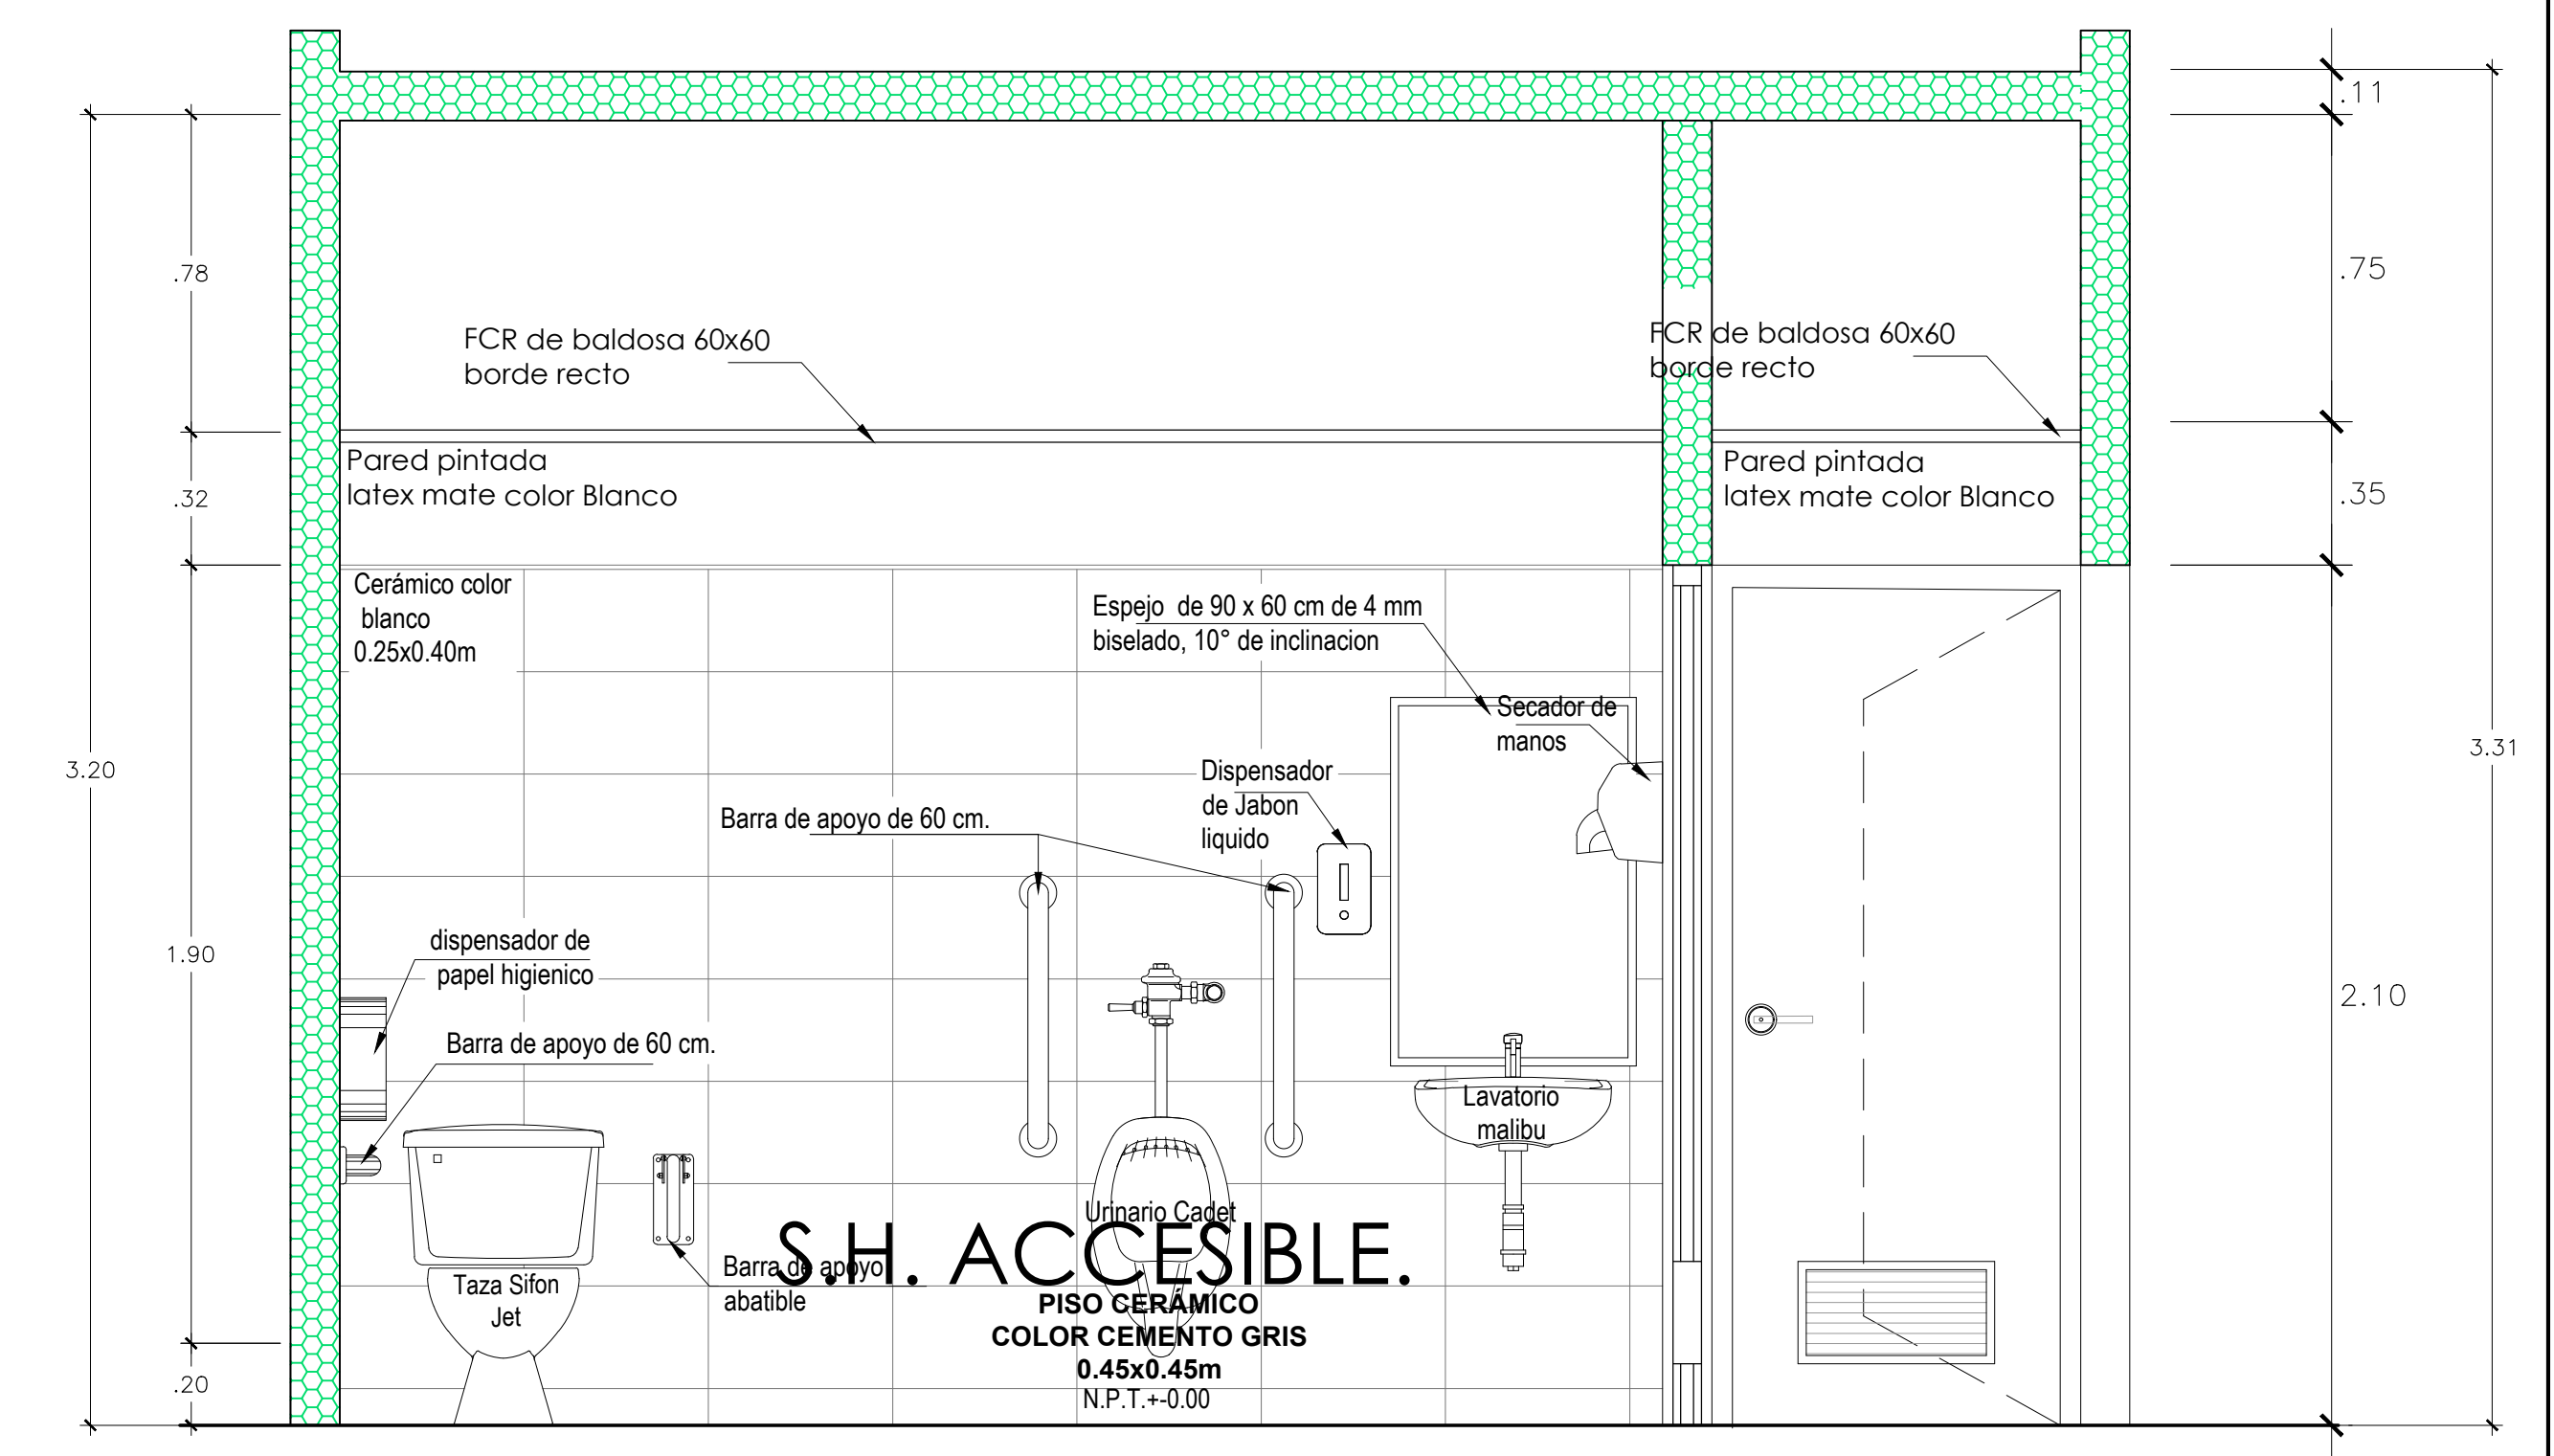 .11
.78
.75
FCR de baldosa 60x60
borde recto
FCR de baldosa 60x60
borde recto
Pared pintada
latex mate color Blanco
Pared pintada
latex mate color Blanco
.32
.35
Cerámico color
blanco
0.25x0.40m
Espejo de 90 x 60 cm de 4 mm
biselado, 10° de inclinacion
Secador de
manos
3.20
3.31
Dispensador
de Jabon
liquido
Barra de apoyo de 60 cm.
1.90
dispensador de
papel higienico
2.10
Barra de apoyo de 60 cm.
Lavatorio
malibu
Urinario Cadet
S.H. ACCESIBLE.
Barra de apoyo
abatible
Taza Sifon
Jet
PISO CERÁMICO
COLOR CEMENTO GRIS
0.45x0.45m
N.P.T.+-0.00
.20